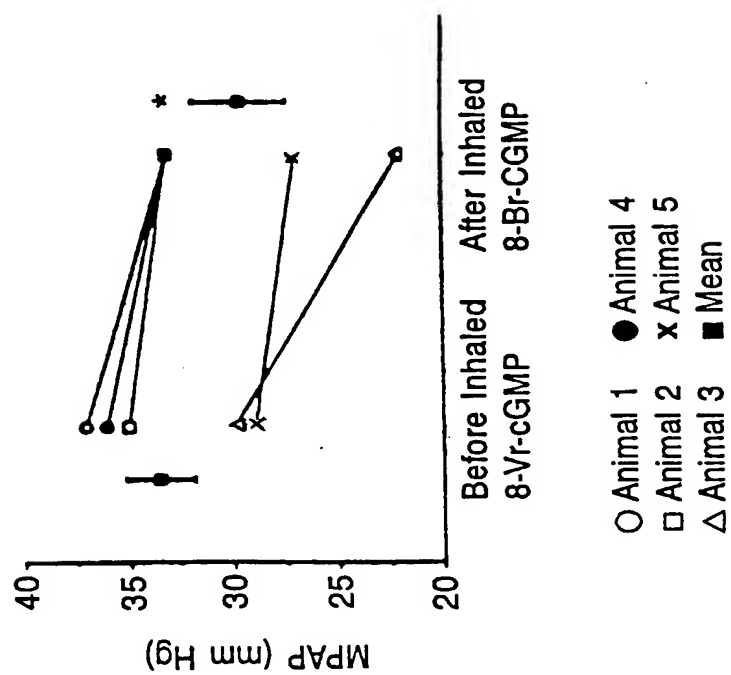 MPAP (mm Hg)
40
35
30
25
20
*
Before Inhaled
8-Vr-cGMP
After Inhaled
8-Br-CGMP
Animal 1
Animal 2
Animal 3
Animal 4
Animal 5
Mean